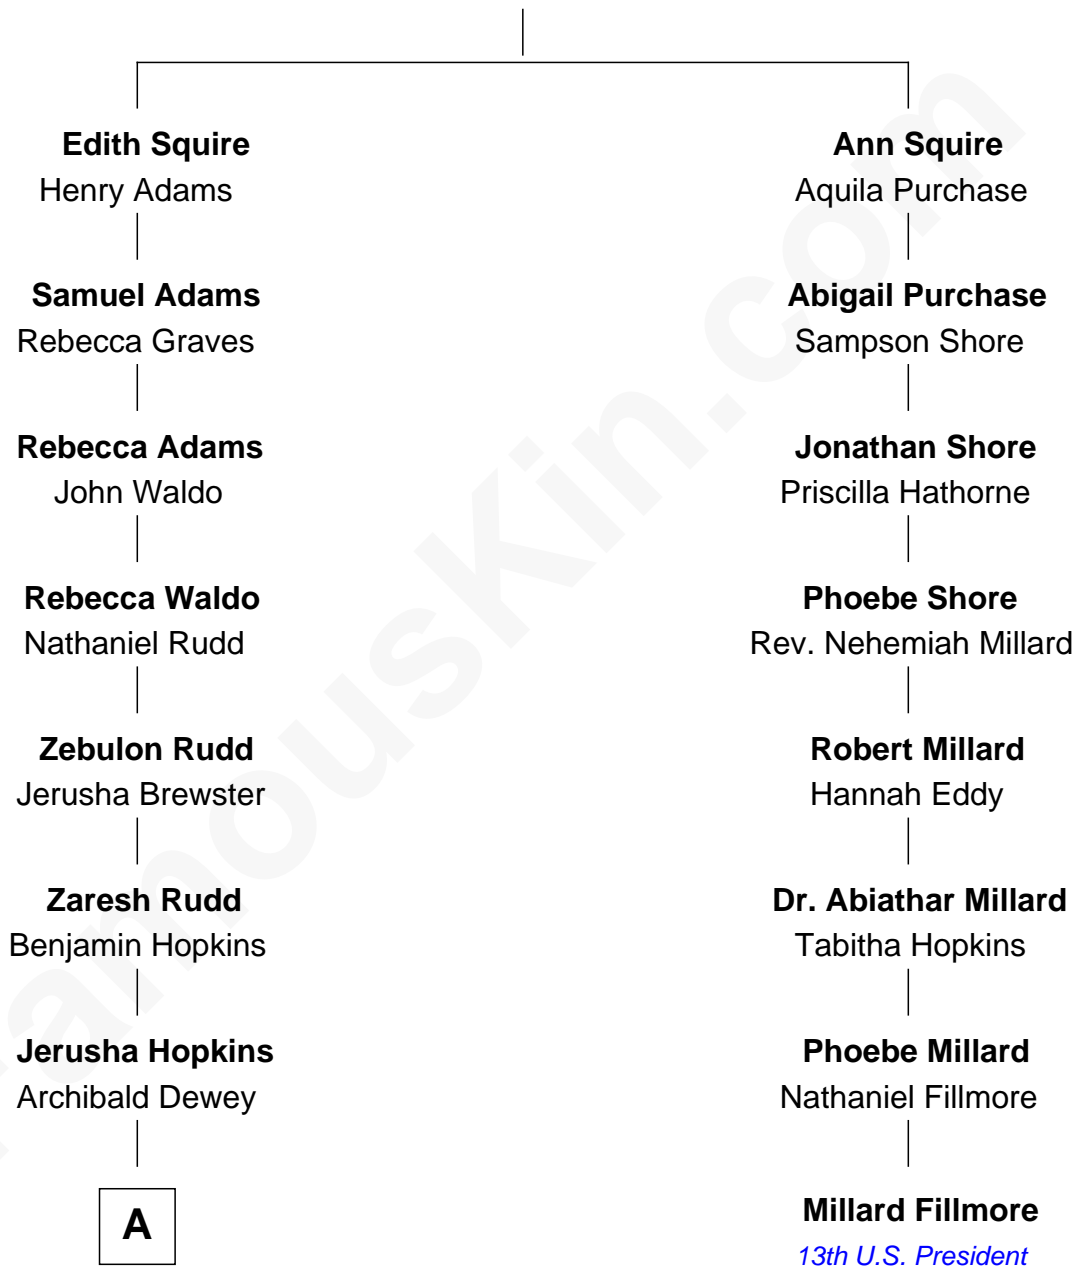 Edith Squire
Henry Adams
Ann Squire
Aquila Purchase
Samuel Adams
Rebecca Graves
Abigail Purchase
Sampson Shore
Rebecca Adams
John Waldo
Jonathan Shore
Priscilla Hathorne
Rebecca Waldo
Nathaniel Rudd
Phoebe Shore
Rev. Nehemiah Millard
Zebulon Rudd
Jerusha Brewster
Robert Millard
Hannah Eddy
Zaresh Rudd
Benjamin Hopkins
Dr. Abiathar Millard
Tabitha Hopkins
Jerusha Hopkins
Archibald Dewey
Phoebe Millard
Nathaniel Fillmore
A
Millard Fillmore
13th U.S. President
FamousKin.com